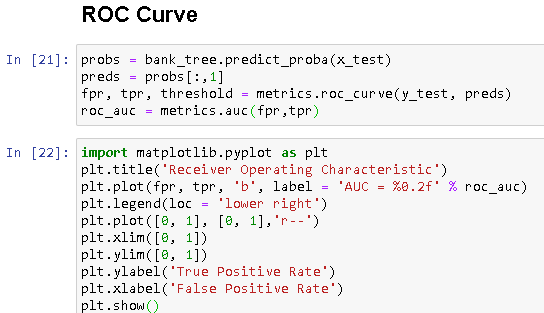 ROC Curve
In [21]: probs = bank_tree.predict_proba(x_test)
preds = probs[:,1]
fpr, tpr, threshold = metrics.roc_curve(y_test, preds)
roc_auc = metrics.auc(fpr,tpr)
In [22]: import matplotlib.pyplot as plt
plt.title('Receiver Operating Characteristic')
plt.plot(fpr, tpr, 'b', label = 'AUC = %0.2f' % roc_auc)
plt.legend(loc = 'lower right')
plt.plot([0, 1], [0, 1],'r--')
plt.xlim([0, 1])
plt.ylim([0, 1])
plt.ylabel('True Positive Rate')
plt.xlabel('False Positive Rate')
plt.show()